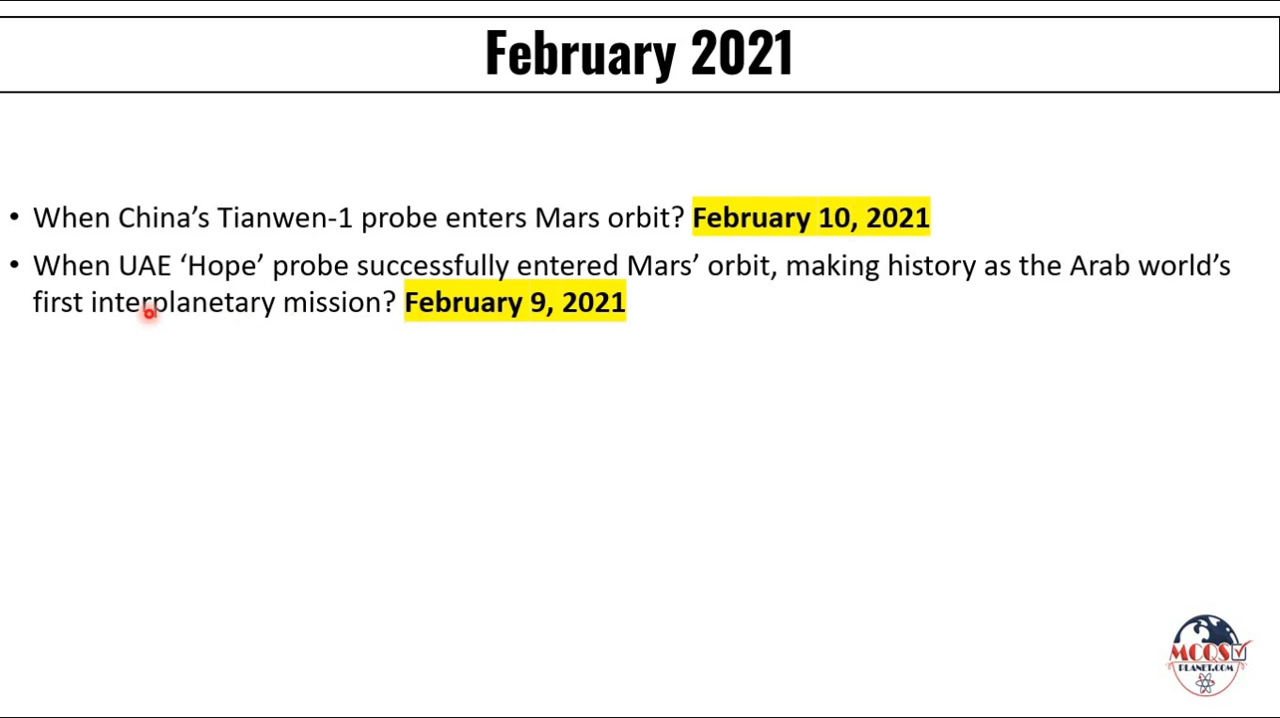 February 2021
• When China’s Tianwen-1 probe enters Mars orbit? February 10, 2021
• When UAE ‘Hope’ probe successfully entered Mars’ orbit, making history as the Arab world’s
first interplanetary mission? February 9, 2021
MCQS
PLANET.COM